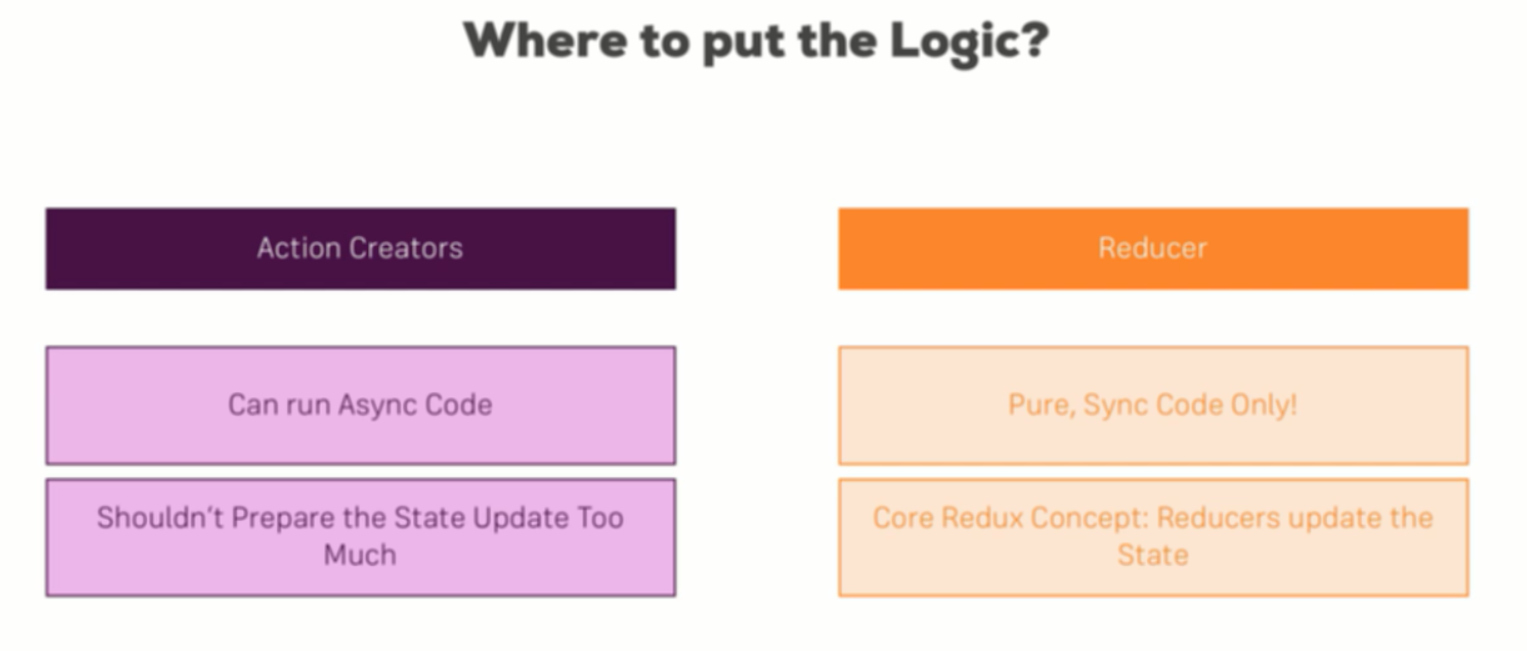 Where to put the Logic?
Action Creators
Reducer
Can run Async Code
Pure, Sync Code Only!
Shouldn't Prepare the State Update Too
Much
Core Redux Concept: Reducers update the
State